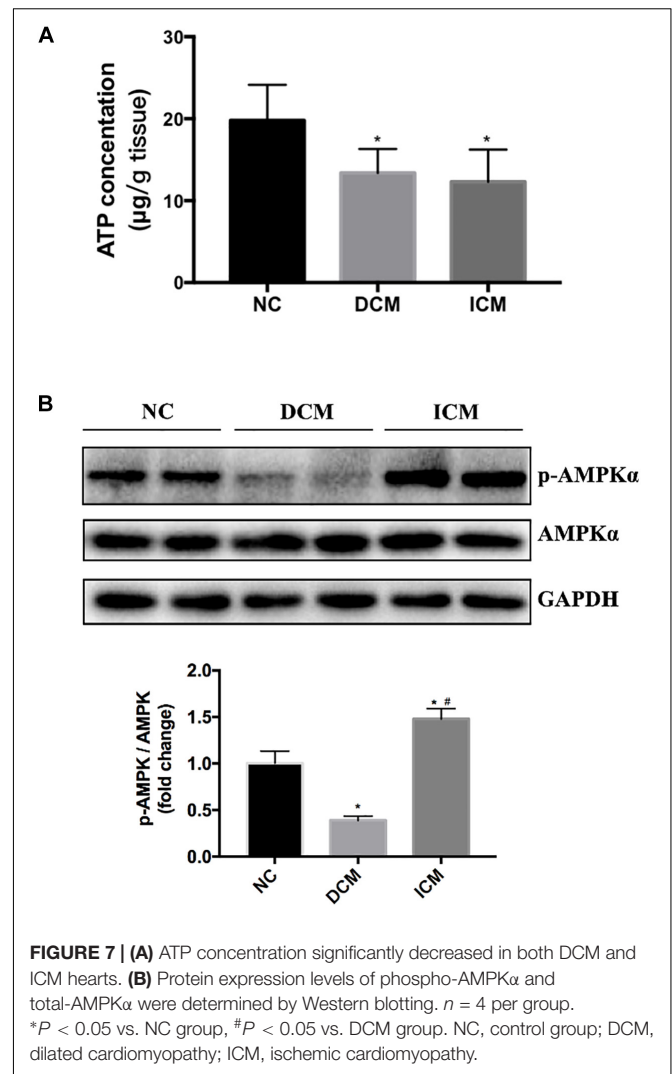 A
ATP concentation
(µg/g tissue)
30
20
10
0
*
*
NC DCM ICM
B
NC DCM ICM
p-AMPKα
AMPKα
GAPDH
p-AMPK / AMPK
(fold change)
2.0
1.5
1.0
0.5
0.0
*
* #
NC DCM ICM
FIGURE 7 | (A) ATP concentration significantly decreased in both DCM and
ICM hearts. (B) Protein expression levels of phospho-AMPKα and
total-AMPKα were determined by Western blotting. n = 4 per group.
*P < 0.05 vs. NC group, #P < 0.05 vs. DCM group. NC, control group; DCM,
dilated cardiomyopathy; ICM, ischemic cardiomyopathy.